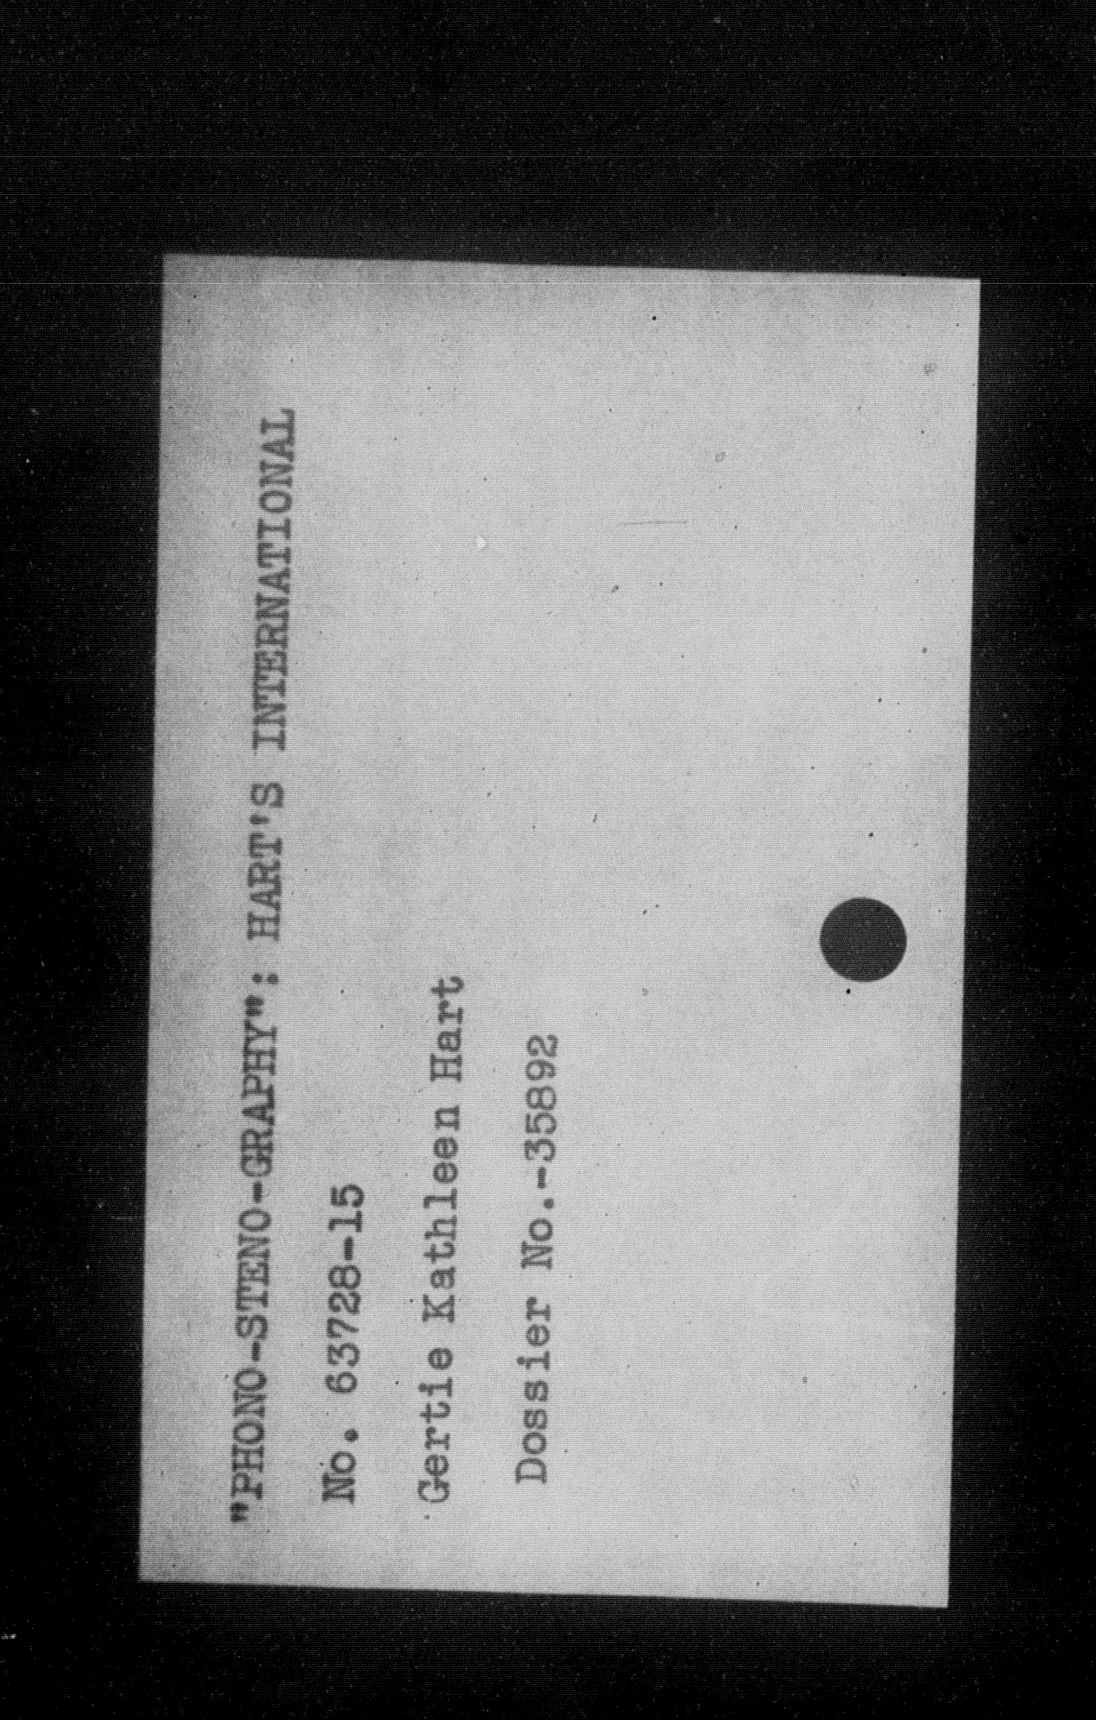 "PHONO-STENO-GRAPHY": HART'S INTERNATIONAL
No. 63728-15
Gertie Kathleen Hart
Dossier No.-35892